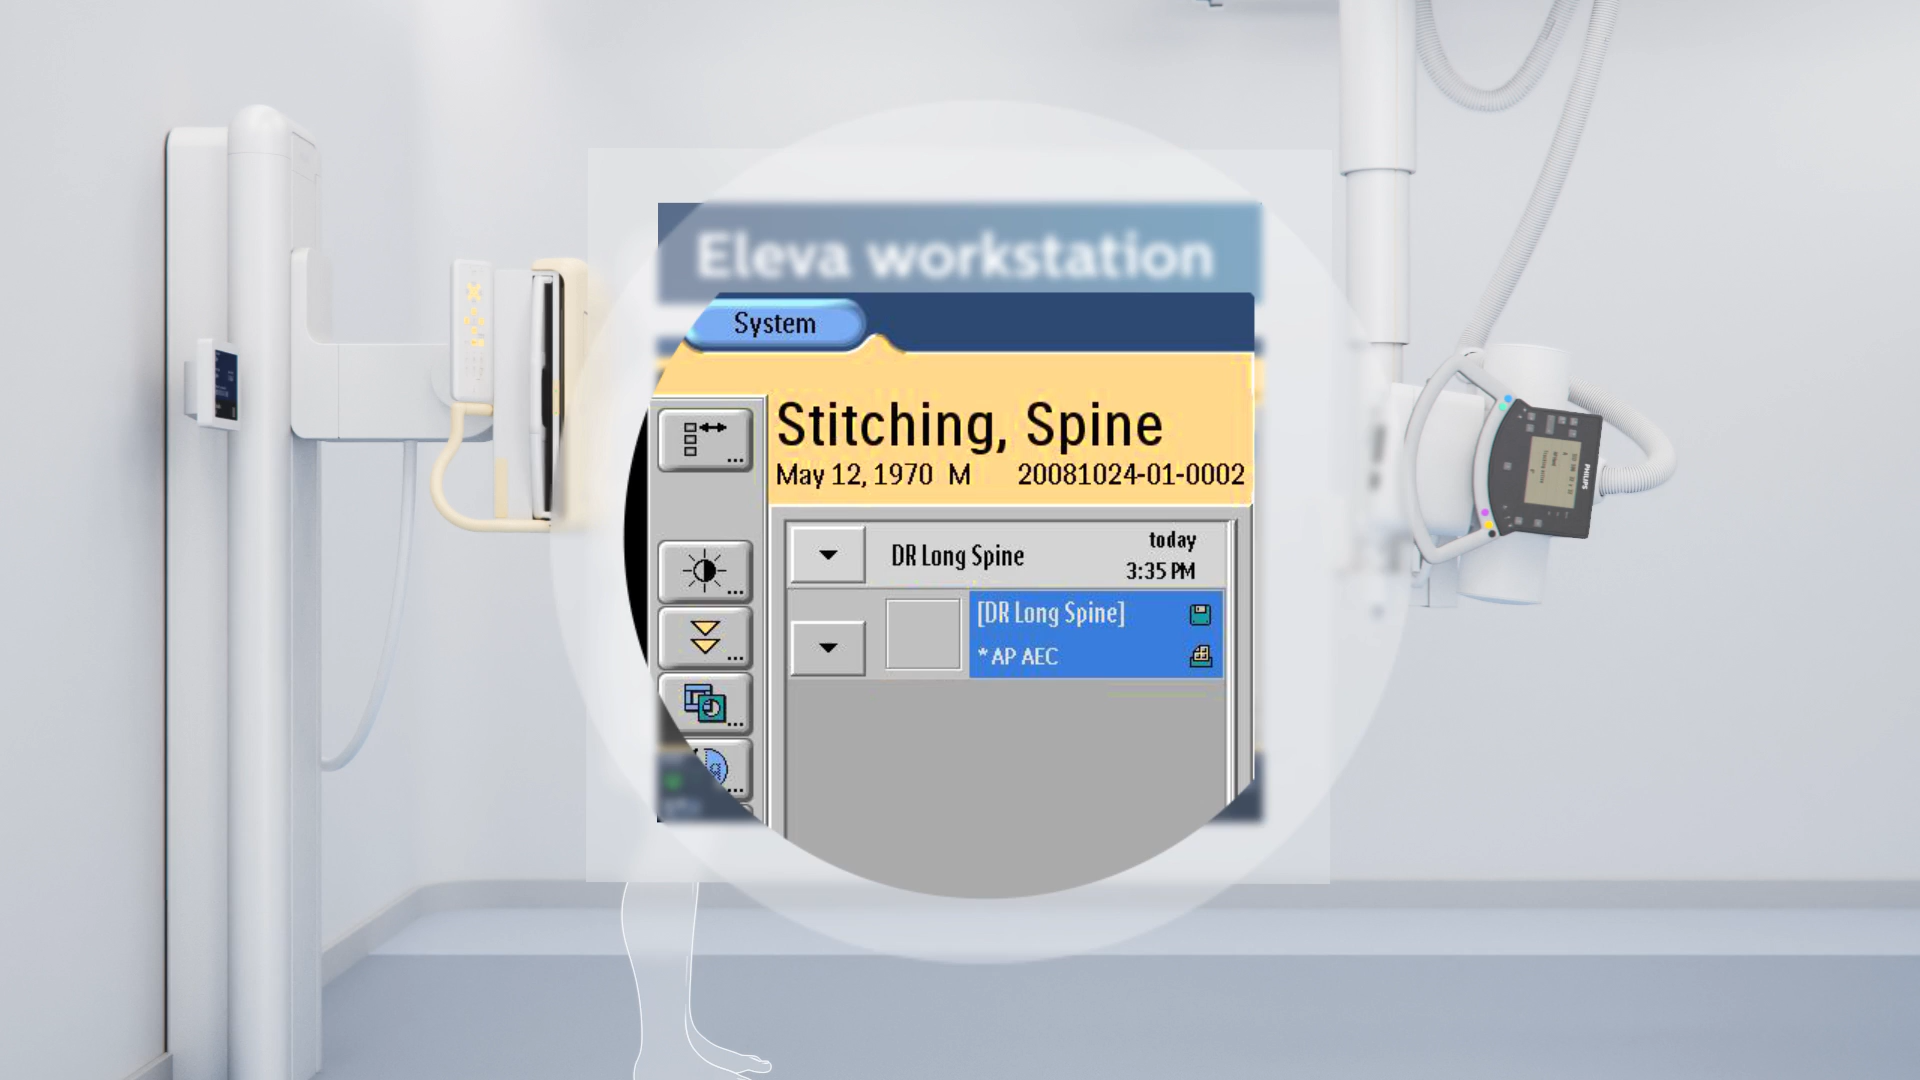 Eleva workstation
System
Stitching, Spine
May 12, 1970 M 20081024-01-0002
DR Long Spine
today
3:35 PM
[DR Long Spine]
* AP AEC
PHILIPS